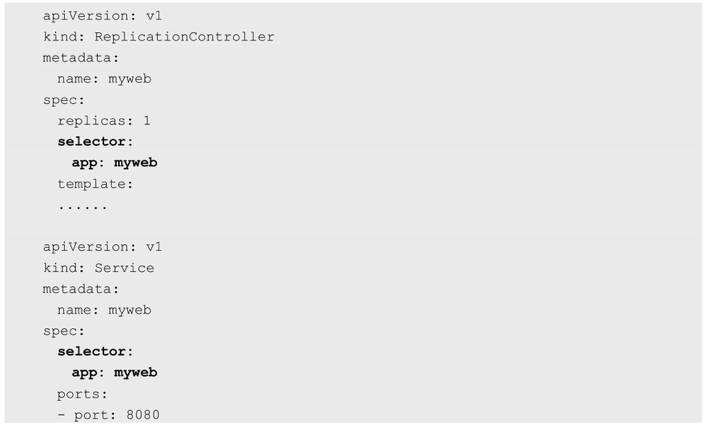 apiVersion: v1
kind: ReplicationController
metadata:
  name: myweb
spec:
  replicas: 1
  selector:
    app: myweb
  template:
  ......

apiVersion: v1
kind: Service
metadata:
  name: myweb
spec:
  selector:
    app: myweb
  ports:
  - port: 8080